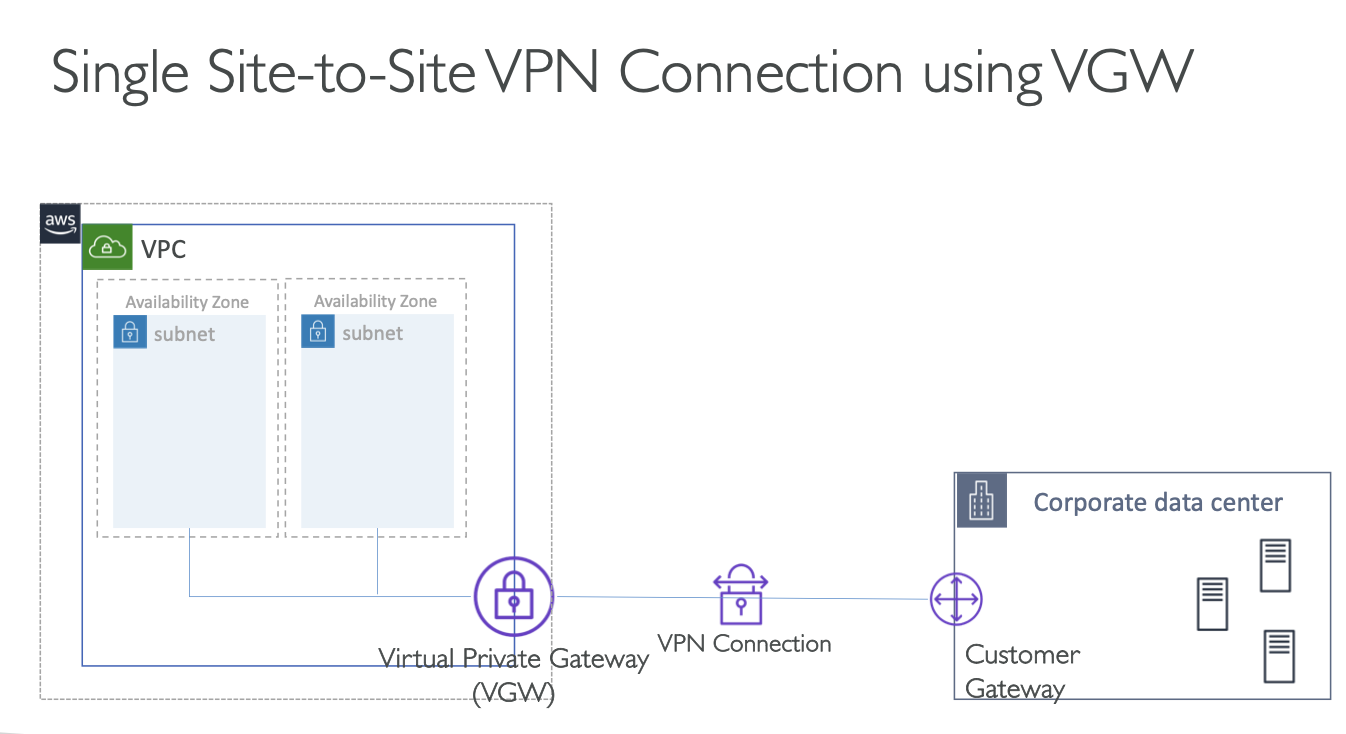 Single Site-to-Site VPN Connection using VGW
aws
VPC
Availability Zone
subnet
Availability Zone
subnet
Virtual Private Gateway
(VGW)
VPN Connection
Corporate data center
Customer
Gateway